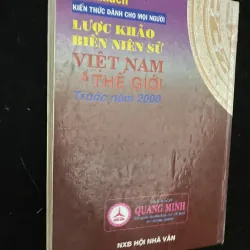 KIẾN THỨC DÀNH CHO MỌI NGƯỜI
LƯỢC KHẢO
BIÊN NIÊN SỬ
VIỆT NAM
& THẾ GIỚI
Trước năm 2000
QUANG MINH
NXB HỘI NHÀ VĂN